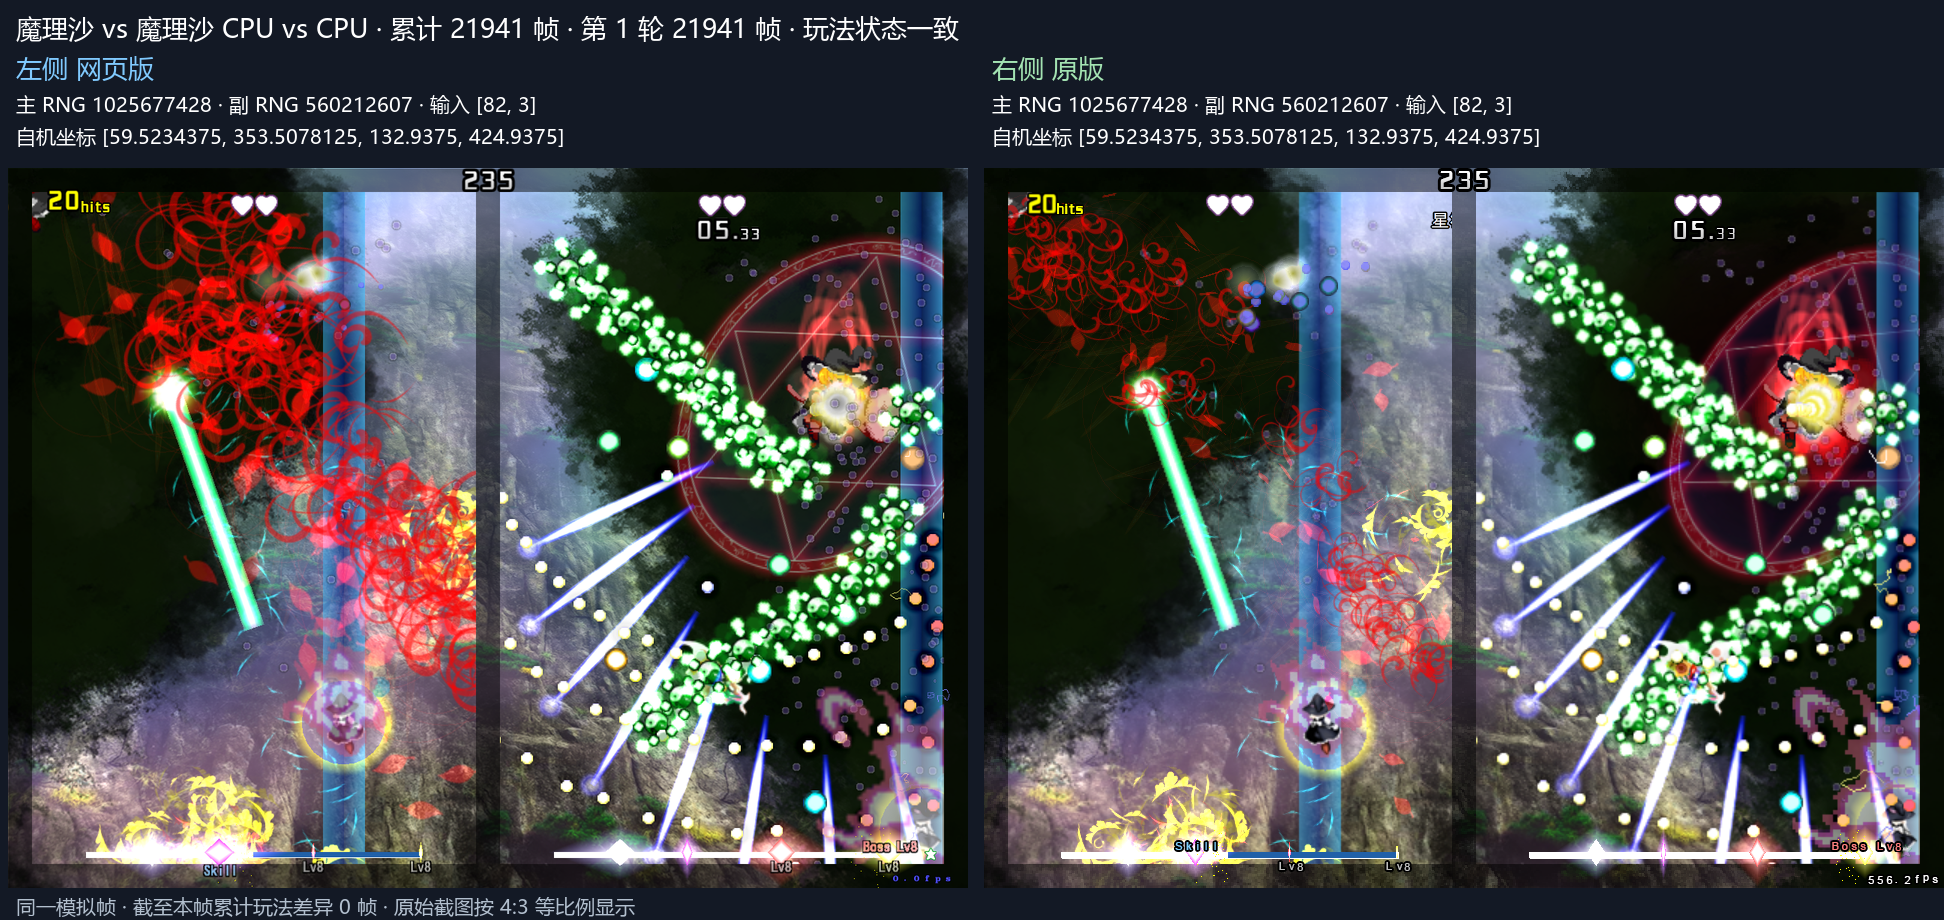 魔理沙 vs 魔理沙 CPU vs CPU · 累计 21941 帧 · 第 1 轮 21941 帧 · 玩法状态一致
左侧 网页版
主 RNG 1025677428 · 副 RNG 560212607 · 输入 [82, 3]
自机坐标 [59.5234375, 353.5078125, 132.9375, 424.9375]
235
20hits
05.33
Skill
Lv8
Lv8
Boss Lv8
Lv8
0.0fps
右侧 原版
主 RNG 1025677428 · 副 RNG 560212607 · 输入 [82, 3]
自机坐标 [59.5234375, 353.5078125, 132.9375, 424.9375]
235
20hits
星
05.33
Skill
Lv8
Lv8
Boss Lv8
556.2fps
同一模拟帧 · 截至本帧累计玩法差异 0 帧 · 原始截图按 4:3 等比例显示